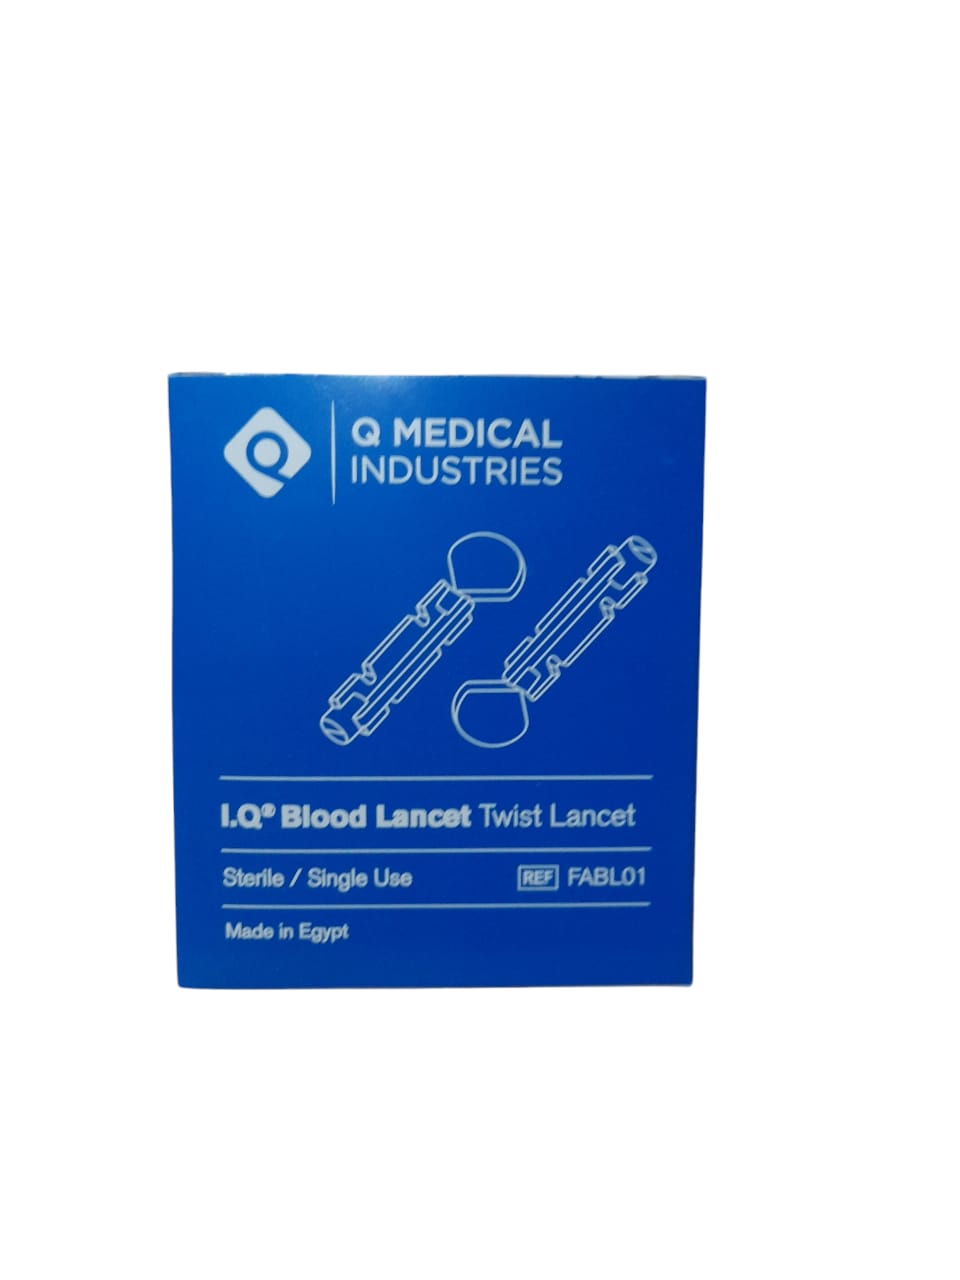 Q MEDICAL
INDUSTRIES
I.Q® Blood Lancet Twist Lancet
Sterile / Single Use REF FABL01
Made in Egypt